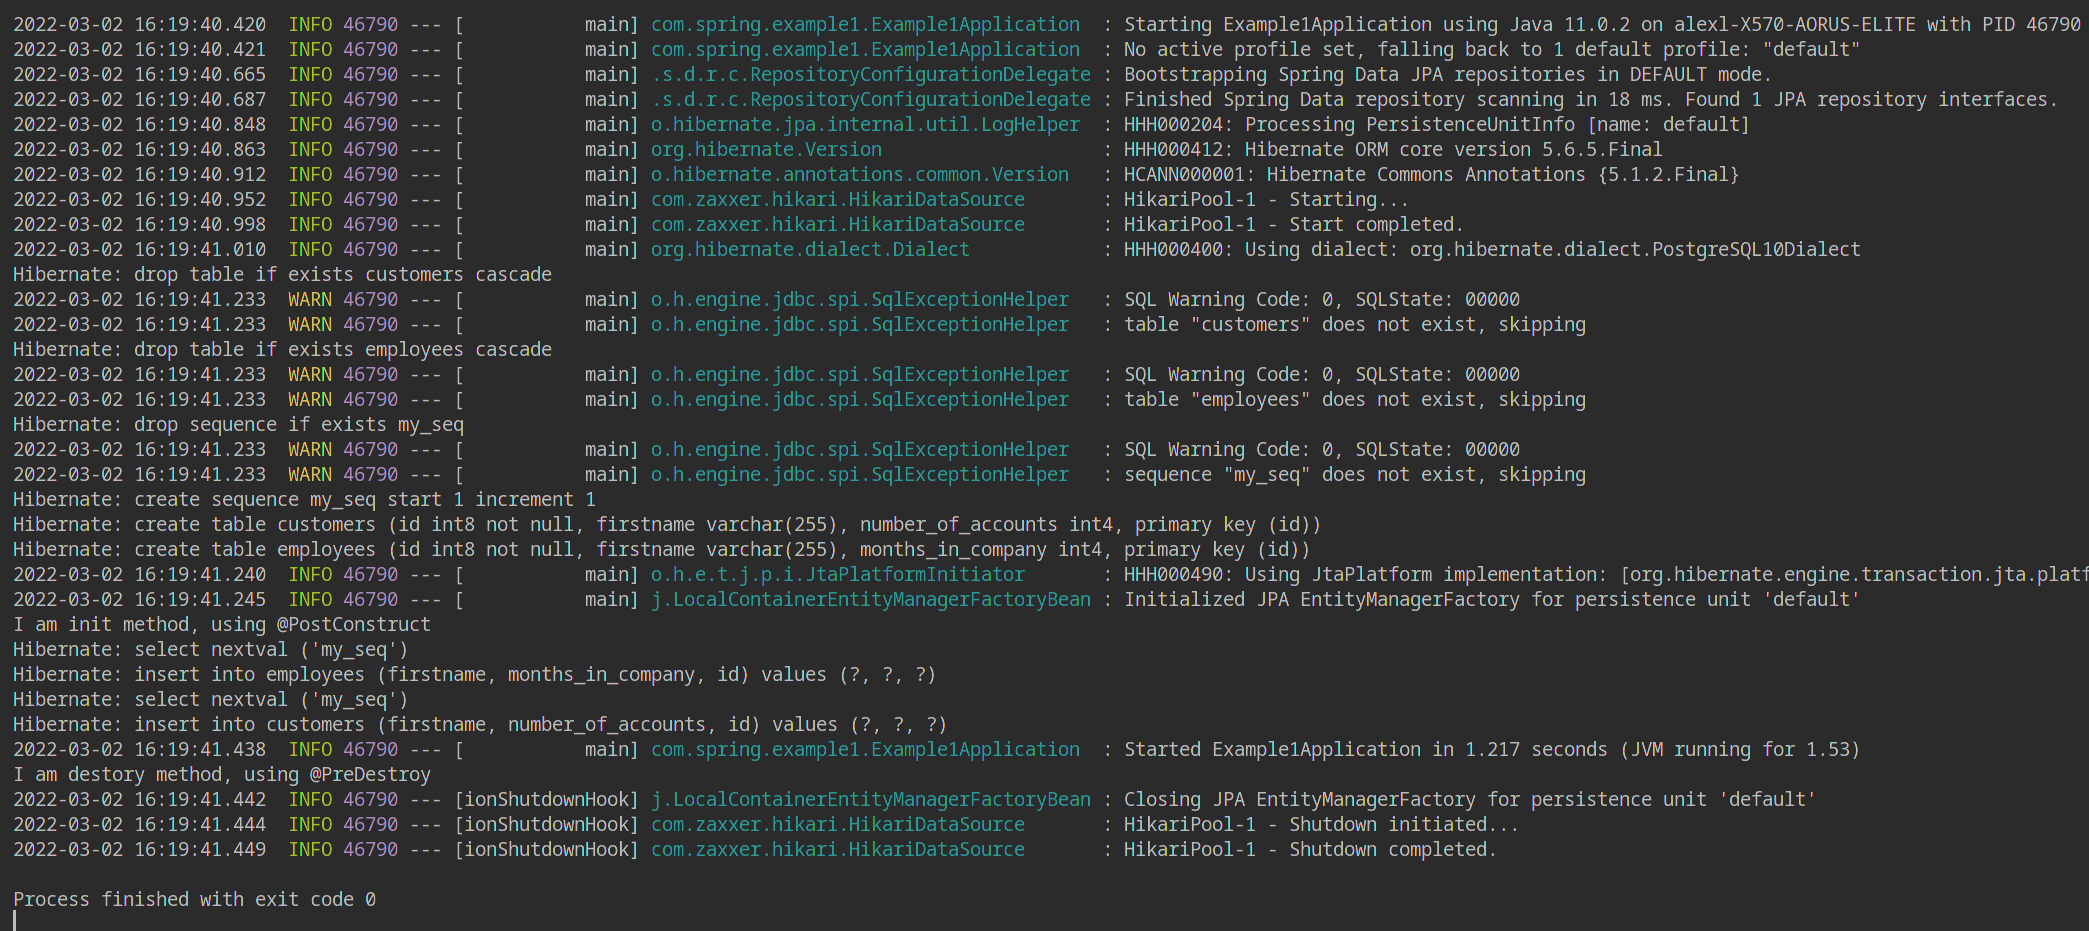 2022-03-02 16:19:40.420  INFO 46790 --- [           main] com.spring.example1.Example1Application  : Starting Example1Application using Java 11.0.2 on alexl-X570-AORUS-ELITE with PID 46790
2022-03-02 16:19:40.421  INFO 46790 --- [           main] com.spring.example1.Example1Application  : No active profile set, falling back to 1 default profile: "default"
2022-03-02 16:19:40.665  INFO 46790 --- [           main] .s.d.r.c.RepositoryConfigurationDelegate : Bootstrapping Spring Data JPA repositories in DEFAULT mode.
2022-03-02 16:19:40.687  INFO 46790 --- [           main] .s.d.r.c.RepositoryConfigurationDelegate : Finished Spring Data repository scanning in 18 ms. Found 1 JPA repository interfaces.
2022-03-02 16:19:40.848  INFO 46790 --- [           main] o.hibernate.jpa.internal.util.LogHelper  : HHH000204: Processing PersistenceUnitInfo [name: default]
2022-03-02 16:19:40.863  INFO 46790 --- [           main] org.hibernate.Version                    : HHH000412: Hibernate ORM core version 5.6.5.Final
2022-03-02 16:19:40.912  INFO 46790 --- [           main] o.hibernate.annotations.common.Version   : HCANN000001: Hibernate Commons Annotations {5.1.2.Final}
2022-03-02 16:19:40.952  INFO 46790 --- [           main] com.zaxxer.hikari.HikariDataSource       : HikariPool-1 - Starting...
2022-03-02 16:19:40.998  INFO 46790 --- [           main] com.zaxxer.hikari.HikariDataSource       : HikariPool-1 - Start completed.
2022-03-02 16:19:41.010  INFO 46790 --- [           main] org.hibernate.dialect.Dialect            : HHH000400: Using dialect: org.hibernate.dialect.PostgreSQL10Dialect
Hibernate: drop table if exists customers cascade
2022-03-02 16:19:41.233  WARN 46790 --- [           main] o.h.engine.jdbc.spi.SqlExceptionHelper   : SQL Warning Code: 0, SQLState: 00000
2022-03-02 16:19:41.233  WARN 46790 --- [           main] o.h.engine.jdbc.spi.SqlExceptionHelper   : table "customers" does not exist, skipping
Hibernate: drop table if exists employees cascade
2022-03-02 16:19:41.233  WARN 46790 --- [           main] o.h.engine.jdbc.spi.SqlExceptionHelper   : SQL Warning Code: 0, SQLState: 00000
2022-03-02 16:19:41.233  WARN 46790 --- [           main] o.h.engine.jdbc.spi.SqlExceptionHelper   : table "employees" does not exist, skipping
Hibernate: drop sequence if exists my_seq
2022-03-02 16:19:41.233  WARN 46790 --- [           main] o.h.engine.jdbc.spi.SqlExceptionHelper   : SQL Warning Code: 0, SQLState: 00000
2022-03-02 16:19:41.233  WARN 46790 --- [           main] o.h.engine.jdbc.spi.SqlExceptionHelper   : sequence "my_seq" does not exist, skipping
Hibernate: create sequence my_seq start 1 increment 1
Hibernate: create table customers (id int8 not null, firstname varchar(255), number_of_accounts int4, primary key (id))
Hibernate: create table employees (id int8 not null, firstname varchar(255), months_in_company int4, primary key (id))
2022-03-02 16:19:41.240  INFO 46790 --- [           main] o.h.e.t.j.p.i.JtaPlatformInitiator       : HHH000490: Using JtaPlatform implementation: [org.hibernate.engine.transaction.jta.platf
2022-03-02 16:19:41.245  INFO 46790 --- [           main] j.LocalContainerEntityManagerFactoryBean : Initialized JPA EntityManagerFactory for persistence unit 'default'
I am init method, using @PostConstruct
Hibernate: select nextval ('my_seq')
Hibernate: insert into employees (firstname, months_in_company, id) values (?, ?, ?)
Hibernate: select nextval ('my_seq')
Hibernate: insert into customers (firstname, number_of_accounts, id) values (?, ?, ?)
2022-03-02 16:19:41.438  INFO 46790 --- [           main] com.spring.example1.Example1Application  : Started Example1Application in 1.217 seconds (JVM running for 1.53)
I am destory method, using @PreDestroy
2022-03-02 16:19:41.442  INFO 46790 --- [ionShutdownHook] j.LocalContainerEntityManagerFactoryBean : Closing JPA EntityManagerFactory for persistence unit 'default'
2022-03-02 16:19:41.444  INFO 46790 --- [ionShutdownHook] com.zaxxer.hikari.HikariDataSource       : HikariPool-1 - Shutdown initiated...
2022-03-02 16:19:41.449  INFO 46790 --- [ionShutdownHook] com.zaxxer.hikari.HikariDataSource       : HikariPool-1 - Shutdown completed.
Process finished with exit code 0